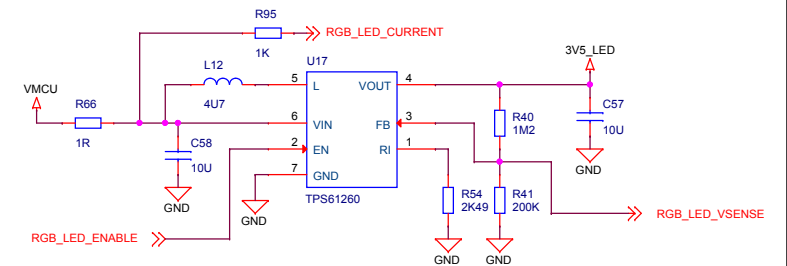 R95
1K
RGB_LED_CURRENT
3V5_LED
L12
4U7
U17
5
L
VOUT
4
VMCU
R66
1R
C57
10U
R40
1M2
6
VIN
FB
3
C58
10U
2
EN
RI
1
GND
7
GND
GND
TPS61260
R54
2K49
R41
200K
GND
GND
RGB_LED_VSENSE
RGB_LED_ENABLE
GND
GND